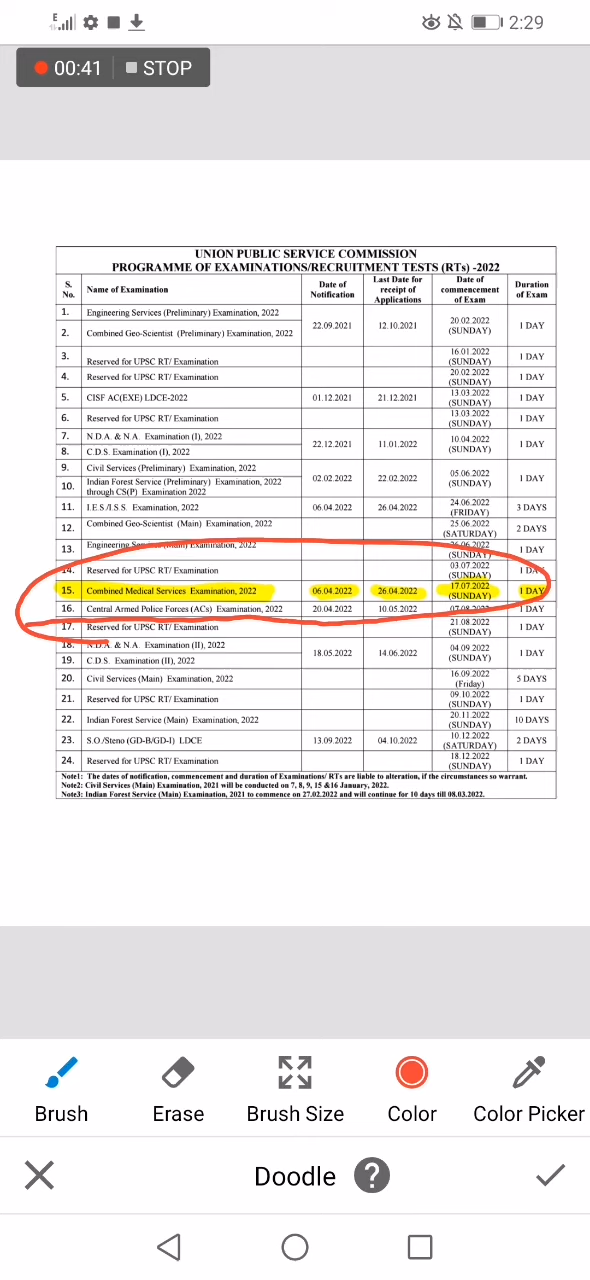 E 2:29
00:41 STOP
UNION PUBLIC SERVICE COMMISSION
PROGRAMME OF EXAMINATIONS/RECRUITMENT TESTS (RTs) -2022
S. No. Name of Examination Date of Notification Last Date for receipt of Applications Date of commencement of Exam Duration of Exam
1. Engineering Services (Preliminary) Examination, 2022 22.09.2021 12.10.2021 20.02.2022 (SUNDAY) 1 DAY
2. Combined Geo-Scientist (Preliminary) Examination, 2022
3. Reserved for UPSC RT/ Examination 16.01.2022 (SUNDAY) 1 DAY
4. Reserved for UPSC RT/ Examination 20.02.2022 (SUNDAY) 1 DAY
5. CISF AC(EXE) LDCE-2022 01.12.2021 21.12.2021 13.03.2022 (SUNDAY) 1 DAY
6. Reserved for UPSC RT/ Examination 13.03.2022 (SUNDAY) 1 DAY
7. N.D.A. & N.A. Examination (I), 2022 22.12.2021 11.01.2022 10.04.2022 (SUNDAY) 1 DAY
8. C.D.S. Examination (I), 2022
9. Civil Services (Preliminary) Examination, 2022 02.02.2022 22.02.2022 05.06.2022 (SUNDAY) 1 DAY
10. Indian Forest Service (Preliminary) Examination, 2022 through CS(P) Examination 2022
11. I.E.S./I.S.S. Examination, 2022 06.04.2022 26.04.2022 24.06.2022 (FRIDAY) 3 DAYS
12. Combined Geo-Scientist (Main) Examination, 2022 25.06.2022 (SATURDAY) 2 DAYS
13. Engineering (Main) Examination, 2022 26.06.2022 (SUNDAY) 1 DAY
14. Reserved for UPSC RT/ Examination 03.07.2022 (SUNDAY) 1 DAY
15. Combined Medical Services Examination, 2022 06.04.2022 26.04.2022 17.07.2022 (SUNDAY) 1 DAY
16. Central Armed Police Forces (ACs) Examination, 2022 20.04.2022 10.05.2022 07.08.2022 1 DAY
17. Reserved for UPSC RT/ Examination 21.08.2022 (SUNDAY) 1 DAY
18. N.D.A. & N.A. Examination (II), 2022 18.05.2022 14.06.2022 04.09.2022 (SUNDAY) 1 DAY
19. C.D.S. Examination (II), 2022
20. Civil Services (Main) Examination, 2022 16.09.2022 (Friday) 5 DAYS
21. Reserved for UPSC RT/ Examination 09.10.2022 (SUNDAY) 1 DAY
22. Indian Forest Service (Main) Examination, 2022 20.11.2022 (SUNDAY) 10 DAYS
23. S.O./Steno (GD-B/GD-I) LDCE 13.09.2022 04.10.2022 10.12.2022 (SATURDAY) 2 DAYS
24. Reserved for UPSC RT/ Examination 18.12.2022 (SUNDAY) 1 DAY
Note1: The dates of notification, commencement and duration of Examinations/ RTs are liable to alteration, if the circumstances so warrant.
Note2: Civil Services (Main) Examination, 2021 will be conducted on 7, 8, 9, 15 &16 January, 2022.
Note3: Indian Forest Service (Main) Examination, 2021 to commence on 27.02.2022 and will continue for 10 days till 08.03.2022.
Brush Erase Brush Size Color Color Picker
Doodle ?